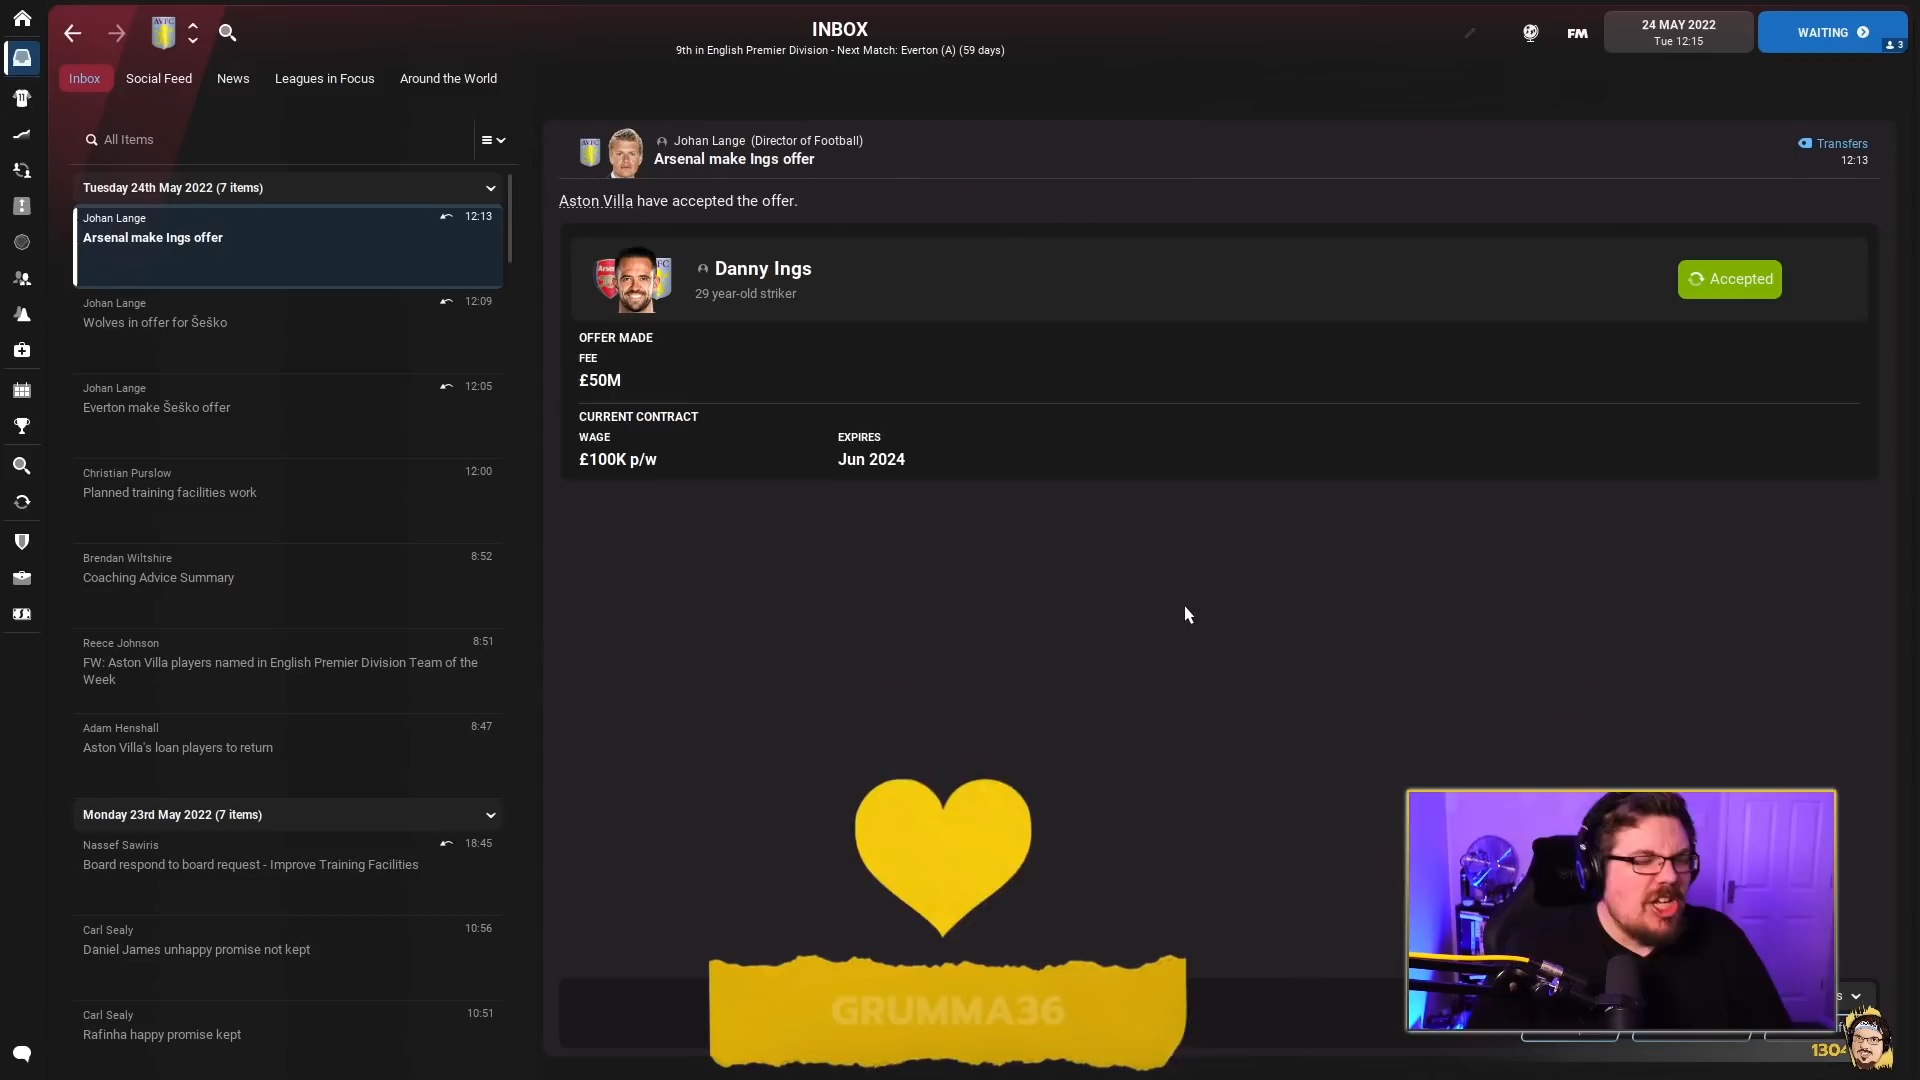 INBOX
9th in English Premier Division - Next Match: Everton (A) (59 days)
FM
24 MAY 2022
Tue 12:15
WAITING
3
Inbox
Social Feed
News
Leagues in Focus
Around the World
All Items
Tuesday 24th May 2022 (7 items)
Johan Lange
12:13
Arsenal make Ings offer
Johan Lange
12:09
Wolves in offer for Šeško
Johan Lange
12:05
Everton make Šeško offer
Christian Purslow
12:00
Planned training facilities work
Brendan Wiltshire
8:52
Coaching Advice Summary
Reece Johnson
8:51
FW: Aston Villa players named in English Premier Division Team of the
Week
Adam Henshall
8:47
Aston Villa's loan players to return
Monday 23rd May 2022 (7 items)
Nassef Sawiris
18:45
Board respond to board request - Improve Training Facilities
Carl Sealy
10:56
Daniel James unhappy promise not kept
Carl Sealy
10:51
Rafinha happy promise kept
Johan Lange (Director of Football)
Arsenal make Ings offer
Transfers
12:13
Aston Villa have accepted the offer.
Danny Ings
29 year-old striker
Accepted
OFFER MADE
FEE
£50M
CURRENT CONTRACT
WAGE
EXPIRES
£100K p/w
Jun 2024
GRUMMA36